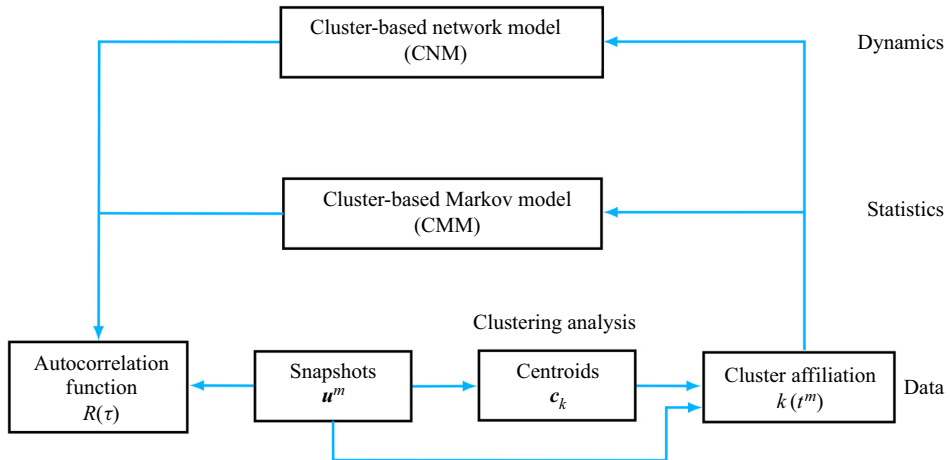 Cluster-based network model
(CNM)
Dynamics
Cluster-based Markov model
(CMM)
Statistics
Clustering analysis
Autocorrelation
function
R(τ)
Snapshots
u^m
Centroids
c_k
Cluster affiliation
k(t^m)
Data